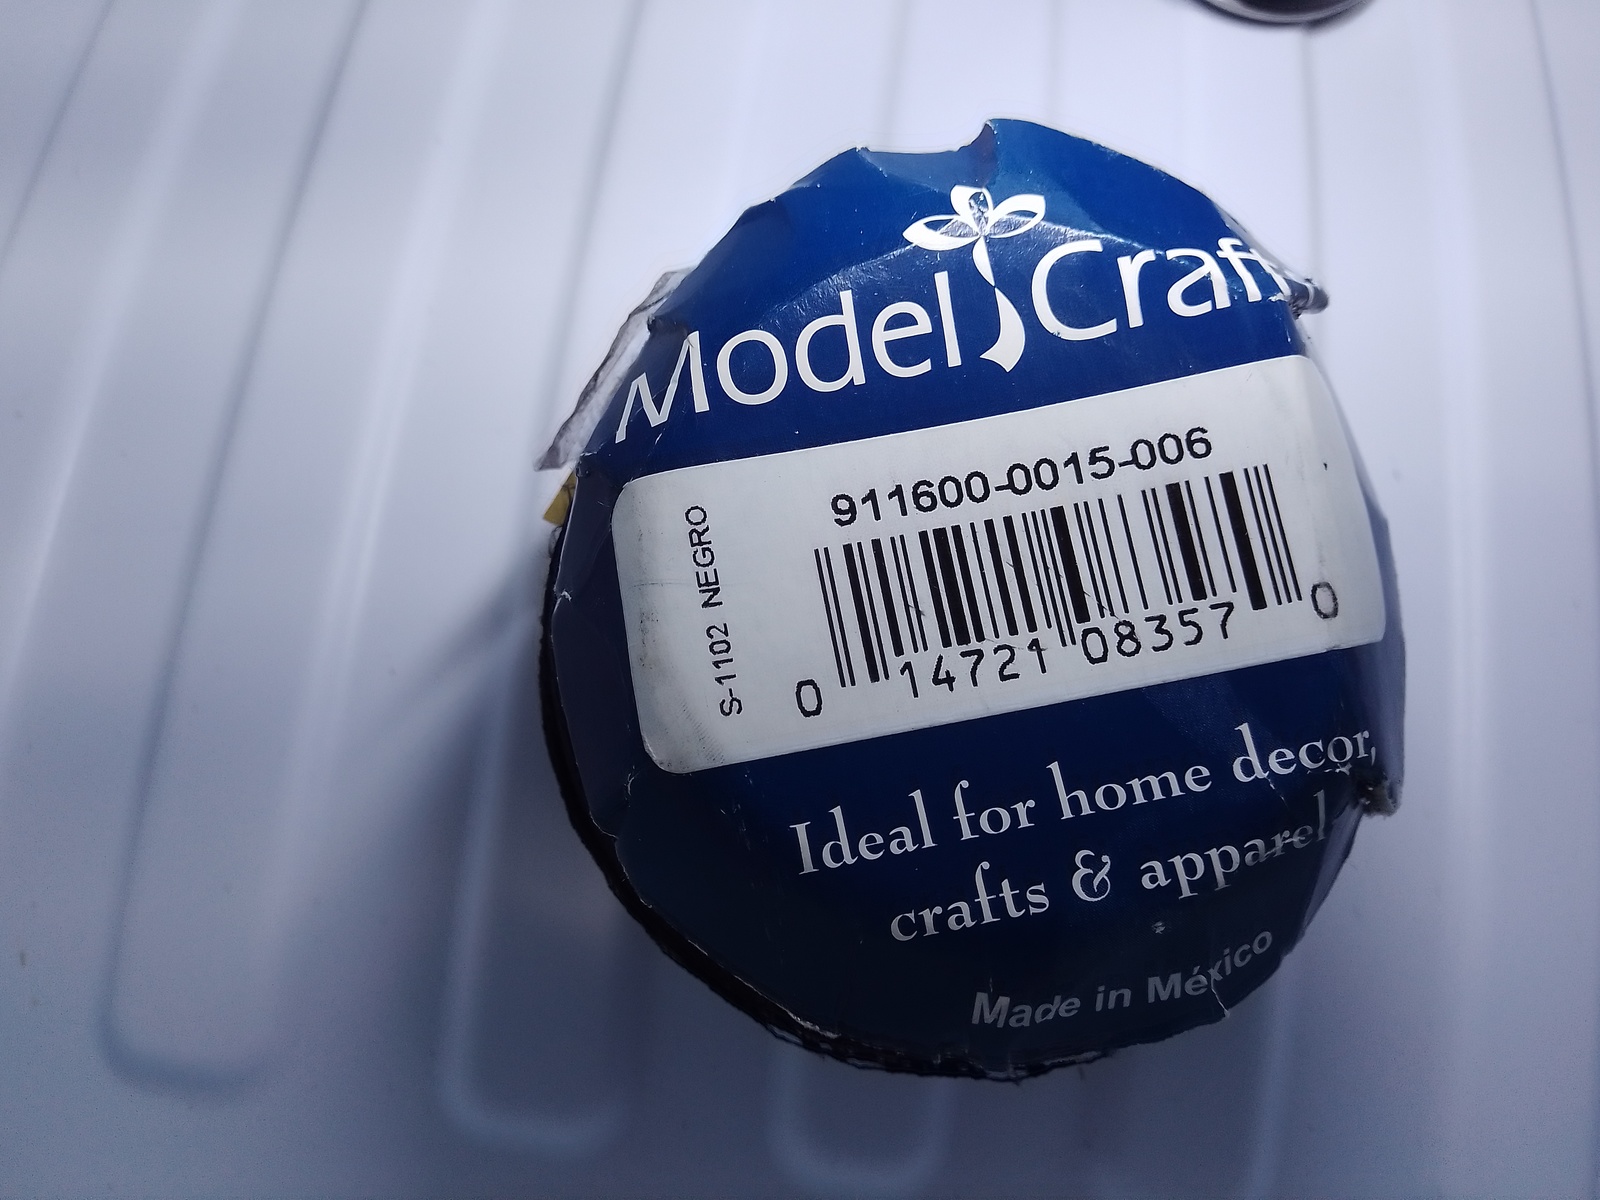 Model Crafts
911600-0015-006
S-1102 NEGRO
0 14721 08357 0
Ideal for home decor,
crafts & apparel
Made in México